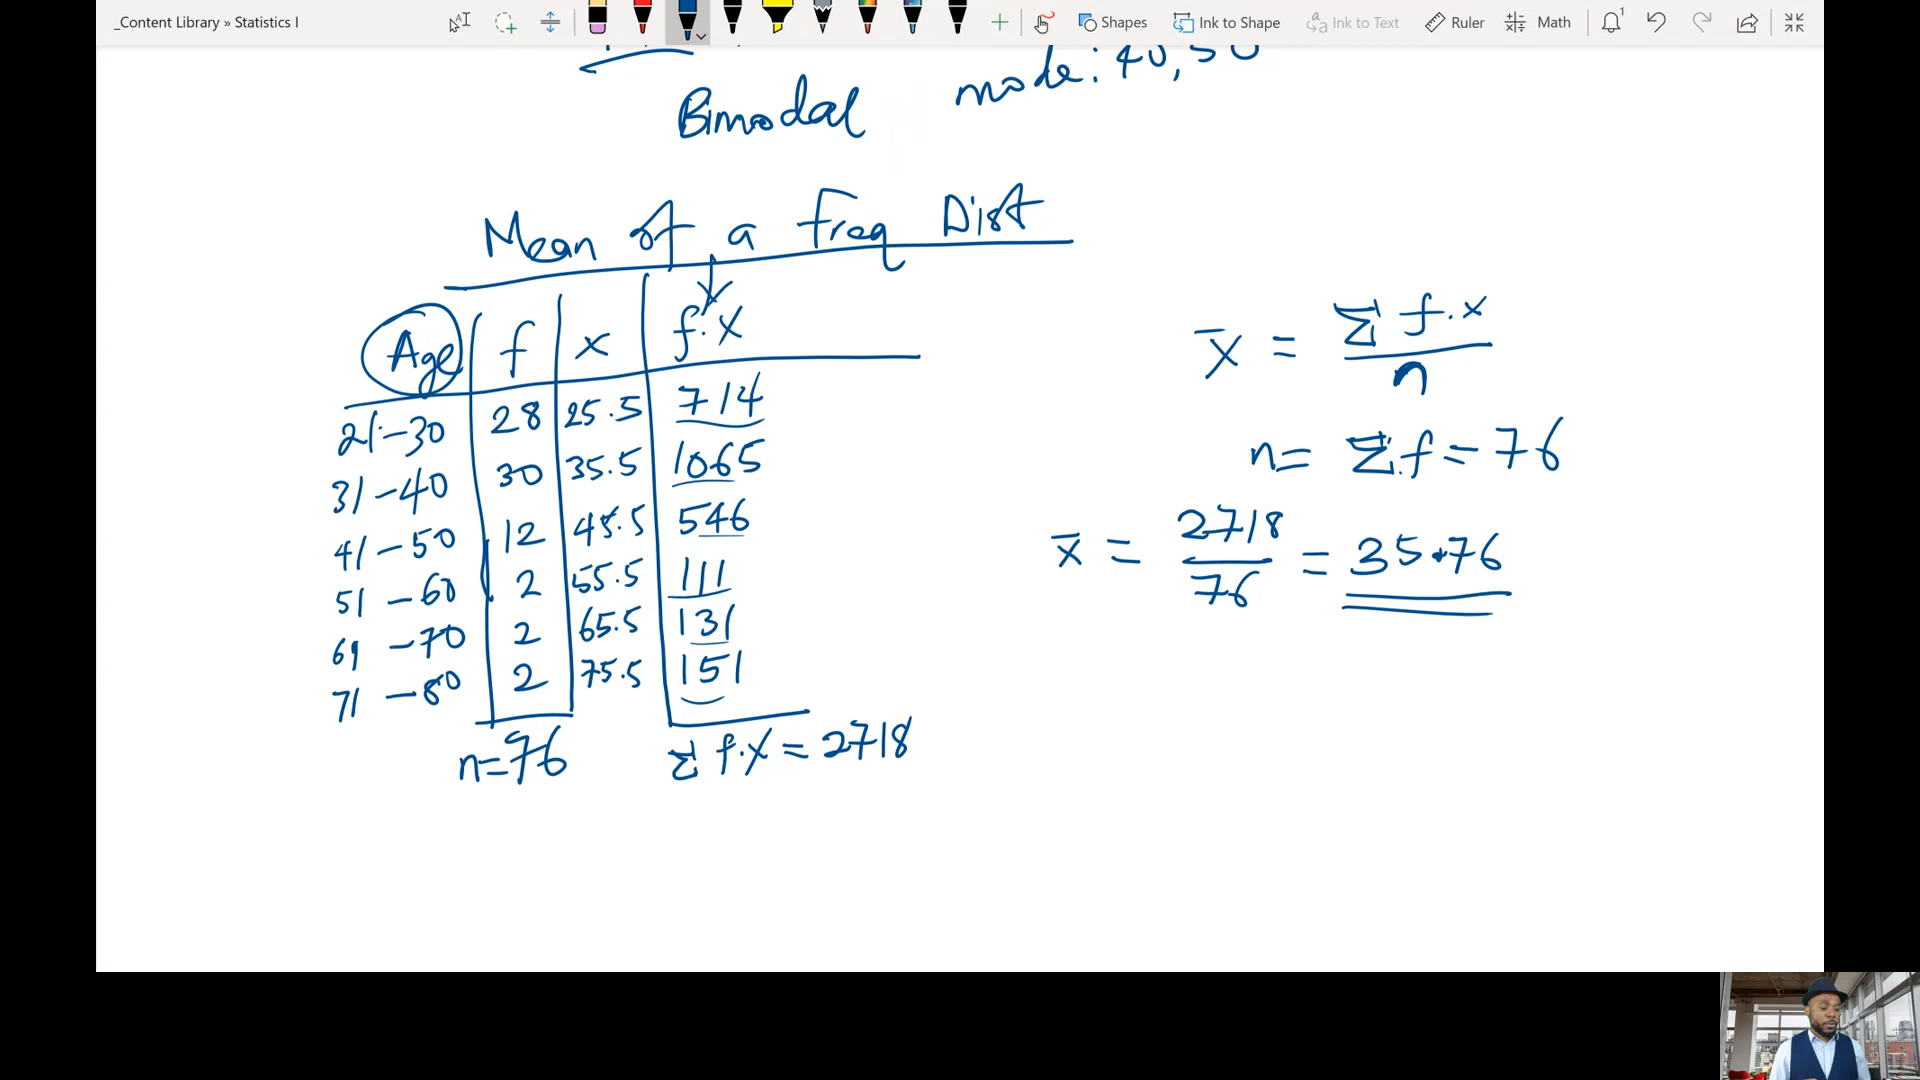 _Content Library » Statistics I
Shapes Ink to Shape Ink to Text Ruler Math 1
Bimodal mode: 40, 50
Mean of a Freq Dist
Age f x f·x
21-30 28 25.5 714
31-40 30 35.5 1065
41-50 12 45.5 546
51-60 2 55.5 111
61-70 2 65.5 131
71-80 2 75.5 151
n=76 Σ f·x = 2718
x̄ = Σ f·x / n
n = Σf = 76
x̄ = 2718 / 76 = 35.76